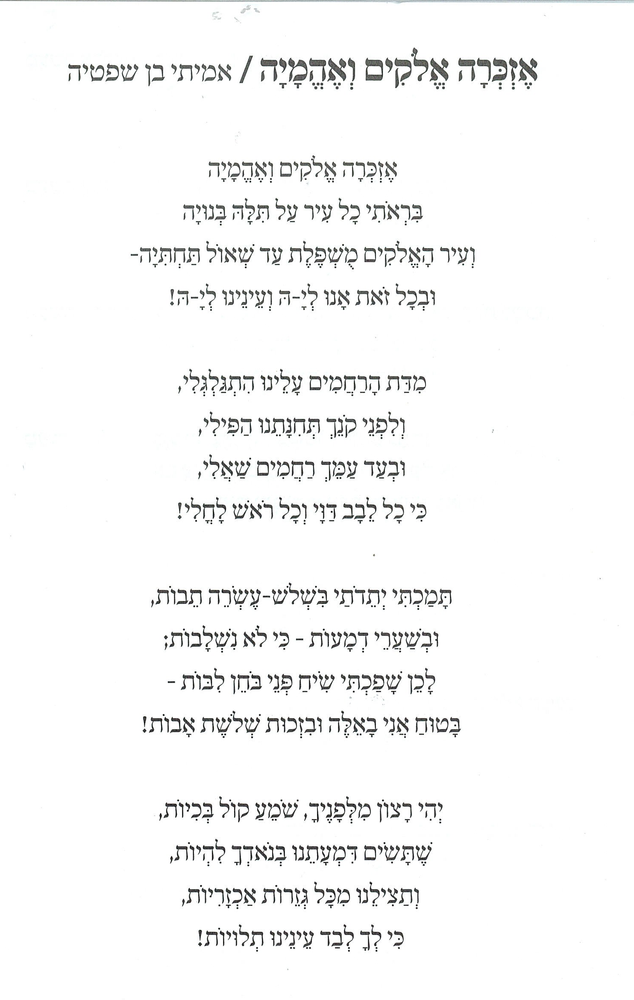 אֶזְכְּרָה אֱלֹקִים וְאֶהֱמָיָה / אמיתי בן שפטיה
אֶזְכְּרָה אֱלֹקִים וְאֶהֱמָיָה
בִּרְאֹתִי כָל עִיר עַל תִּלָּהּ בְּנוּיָה
וְעִיר הָאֱלֹקִים מֻשְׁפֶּלֶת עַד שְׁאוֹל תַּחְתִּיָּה-
וּבְכָל זֹאת אָנוּ לְיָ-הּ וְעֵינֵינוּ לְיָ-הּ!
מִדַּת הָרַחֲמִים עָלֵינוּ הִתְגַּלְגְּלִי,
וְלִפְנֵי קֹנֵךְ תְּחִנָּתֵנוּ הַפִּילִי,
וּבְעַד עַמֵּךְ רַחֲמִים שַׁאֲלִי,
כִּי כָל לֵבָב דַּוָּי וְכָל רֹאשׁ לָחֳלִי!
תָּמַכְתִּי יְתֵדֹתַי בִּשְׁלֹשׁ-עֶשְׂרֵה תֵבוֹת,
וּבְשַׁעֲרֵי דְמָעוֹת - כִּי לֹא נִשְׁלָבוֹת;
לָכֵן שָׁפַכְתִּי שִׂיחַ פְּנֵי בֹּחֵן לִבּוֹת -
בָּטוּחַ אֲנִי בָאֵלֶּה וּבִזְכוּת שְׁלֹשֶׁת אָבוֹת!
יְהִי רָצוֹן מִלְּפָנֶיךָ, שֹׁמֵעַ קוֹל בְּכִיּוֹת,
שֶׁתָּשִׂים דִּמְעָתֵנוּ בְּנֹאדְךָ לִהְיוֹת,
וְתַצִּילֵנוּ מִכָּל גְּזֵרוֹת אַכְזָרִיּוֹת,
כִּי לְךָ לְבַד עֵינֵינוּ תְלוּיוֹת!